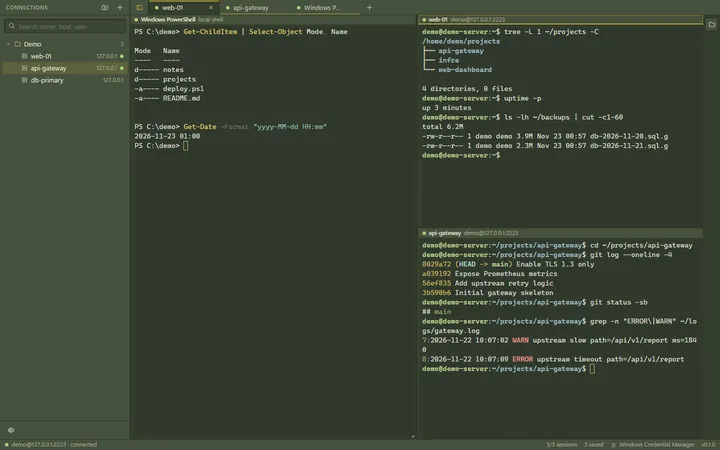 CONNECTIONS
Search name, host, user
Demo 3
web-01 127.0.0.1
api-gateway 127.0.0.1
db-primary 127.0.0.1
web-01 ×
api-gateway
Windows P...
+
Windows PowerShell local shell
PS C:\demo> Get-ChildItem | Select-Object Mode, Name
Mode Name
---- ----
d----- notes
d----- projects
-a---- deploy.ps1
-a---- README.md
PS C:\demo> Get-Date -Format "yyyy-MM-dd HH:mm"
2026-11-23 01:00
PS C:\demo>
web-01 demo@127.0.0.1:2223
demo@demo-server:~$ tree -L 1 ~/projects -C
/home/demo/projects
├── api-gateway
├── infra
└── web-dashboard
4 directories, 0 files
demo@demo-server:~$ uptime -p
up 3 minutes
demo@demo-server:~$ ls -lh ~/backups | cut -c1-60
total 6.2M
-rw-r--r-- 1 demo demo 3.9M Nov 23 00:57 db-2026-11-20.sql.g
-rw-r--r-- 1 demo demo 2.3M Nov 23 00:57 db-2026-11-21.sql.g
demo@demo-server:~$
api-gateway demo@127.0.0.1:2223
demo@demo-server:~/projects/api-gateway$ cd ~/projects/api-gateway
demo@demo-server:~/projects/api-gateway$ git log --oneline -4
8029a72 (HEAD -> main) Enable TLS 1.3 only
a039192 Expose Prometheus metrics
56ef835 Add upstream retry logic
3b590b6 Initial gateway skeleton
demo@demo-server:~/projects/api-gateway$ git status -sb
## main
demo@demo-server:~/projects/api-gateway$ grep -n "ERROR\|WARN" ~/lo
gs/gateway.log
7:2026-11-22 10:07:02 WARN upstream slow path=/api/v1/report ms=184
0
8:2026-11-22 10:07:09 ERROR upstream timeout path=/api/v1/report
demo@demo-server:~/projects/api-gateway$
demo@127.0.0.1:2223 · connected
3/3 sessions
3 saved
Windows Credential Manager
v0.1.0